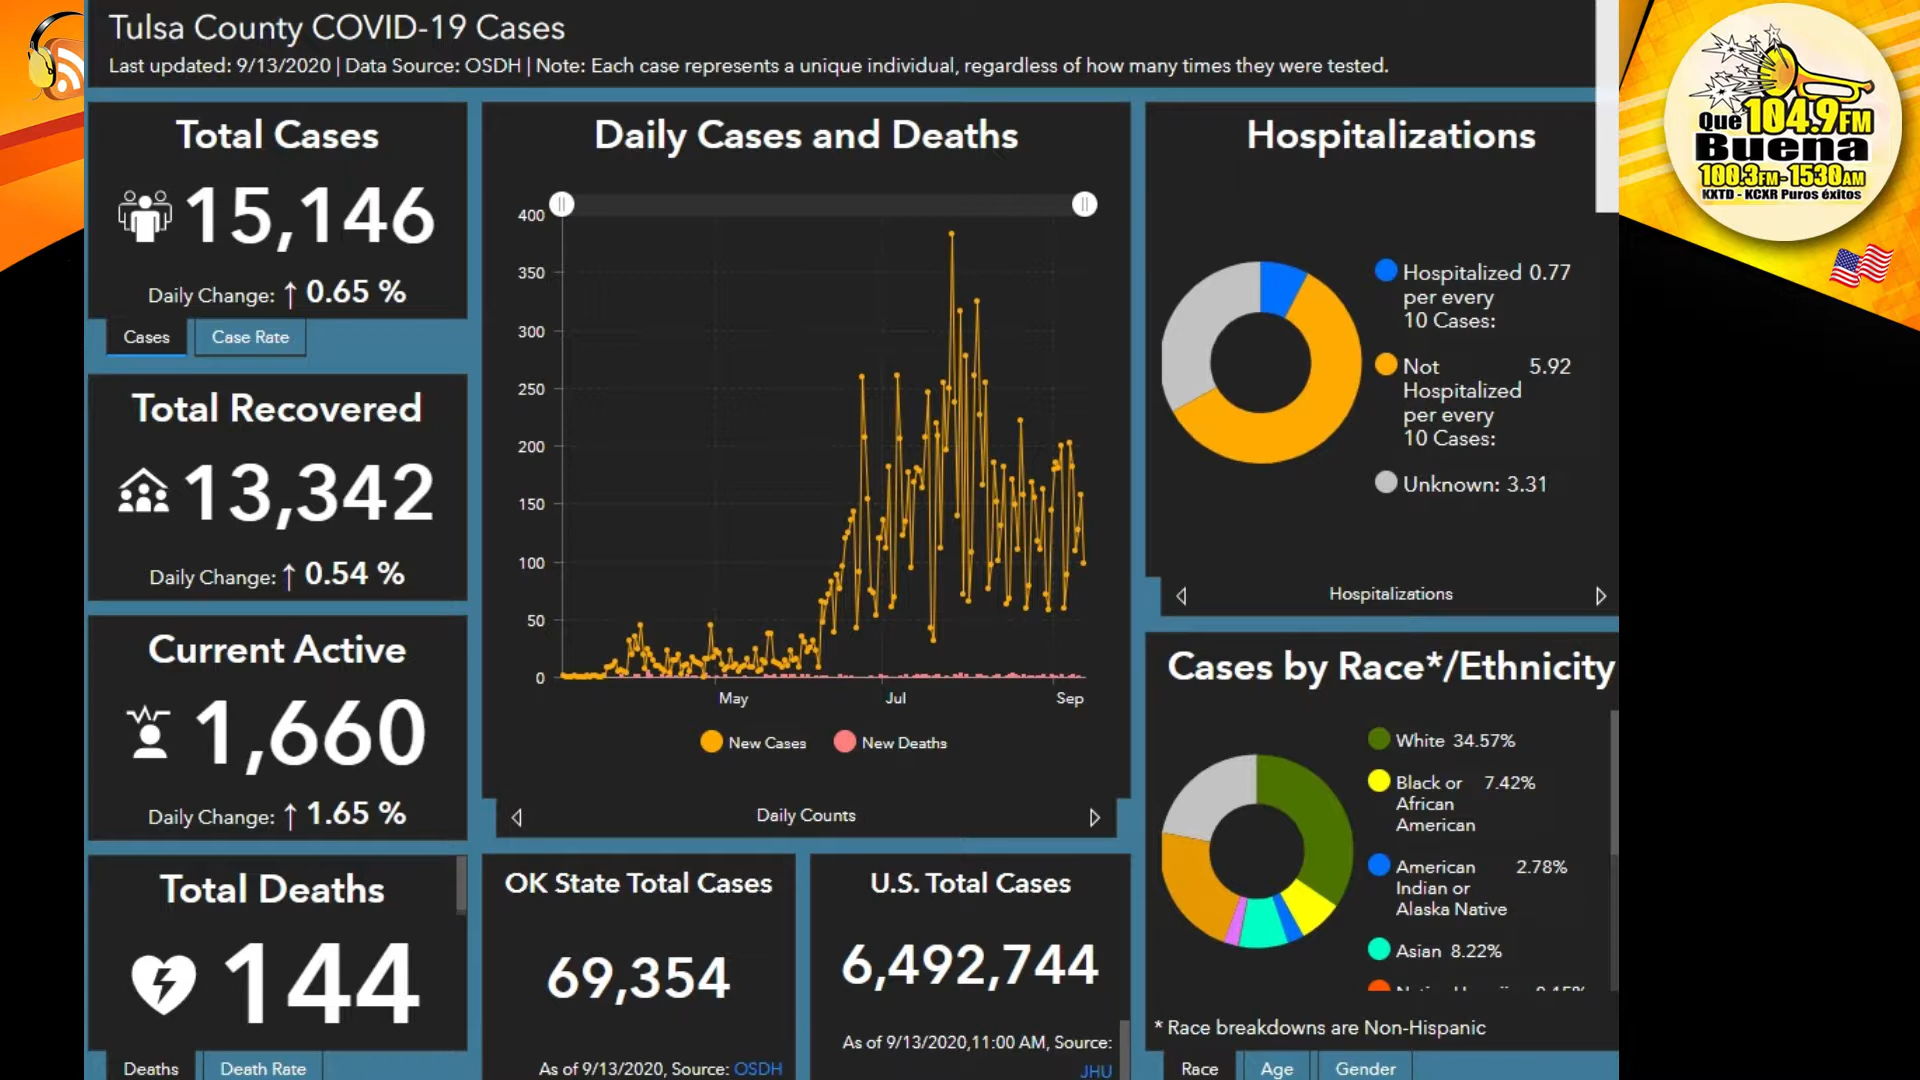 Tulsa County COVID-19 Cases
Last updated: 9/13/2020 | Data Source: OSDH | Note: Each case represents a unique individual, regardless of how many times they were tested.
Total Cases
15,146
Daily Change: ↑ 0.65 %
Cases
Case Rate
Total Recovered
13,342
Daily Change: ↑ 0.54 %
Current Active
1,660
Daily Change: ↑ 1.65 %
Total Deaths
144
Deaths
Death Rate
Daily Cases and Deaths
400
350
300
250
200
150
100
50
0
May
Jul
Sep
New Cases
New Deaths
Daily Counts
OK State Total Cases
69,354
As of 9/13/2020, Source: OSDH
U.S. Total Cases
6,492,744
As of 9/13/2020,11:00 AM, Source:
JHU
Hospitalizations
Hospitalized 0.77
per every
10 Cases:
Not 5.92
Hospitalized
per every
10 Cases:
Unknown: 3.31
Hospitalizations
Cases by Race*/Ethnicity
White 34.57%
Black or 7.42%
African
American
American 2.78%
Indian or
Alaska Native
Asian 8.22%
* Race breakdowns are Non-Hispanic
Race
Age
Gender
Que 104.9FM
Buena
100.3FM-1530AM
KXTD - KCXR Puros éxitos